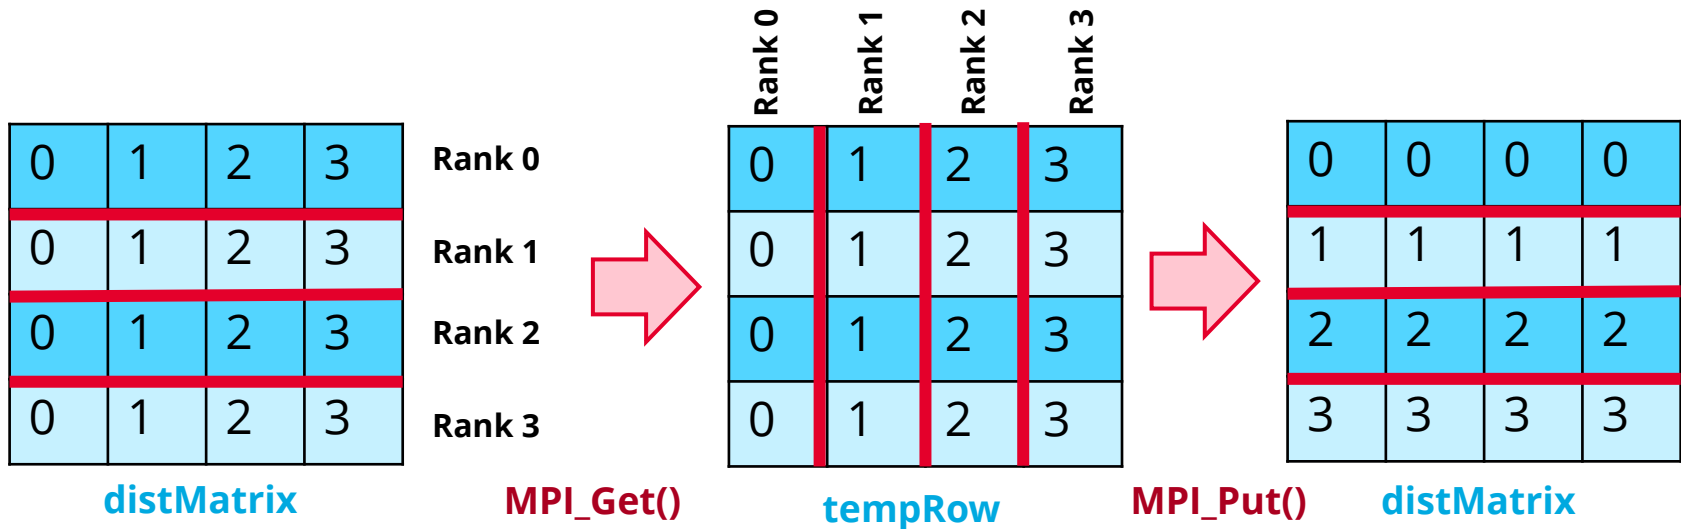 Rank 0 Rank 1 Rank 2 Rank 3
0 1 2 3
0 1 2 3
0 1 2 3
0 1 2 3
distMatrix
Rank 0
Rank 1
Rank 2
Rank 3
MPI_Get()
0 1 2 3
0 1 2 3
0 1 2 3
0 1 2 3
tempRow
MPI_Put()
0 0 0 0
1 1 1 1
2 2 2 2
3 3 3 3
distMatrix